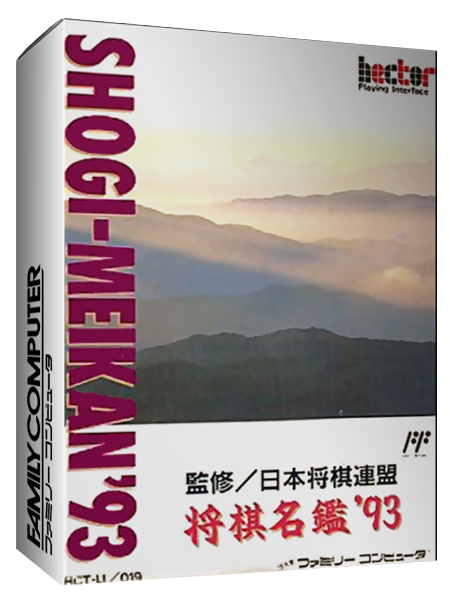 SHOGI-MEIKAN'93
hector
Playing Interface
FAMILY COMPUTER
ファミリー コンピュータ
FF
監修／日本将棋連盟
将棋名鑑'93
ファミリー コンピュータ
HCT-LI／019